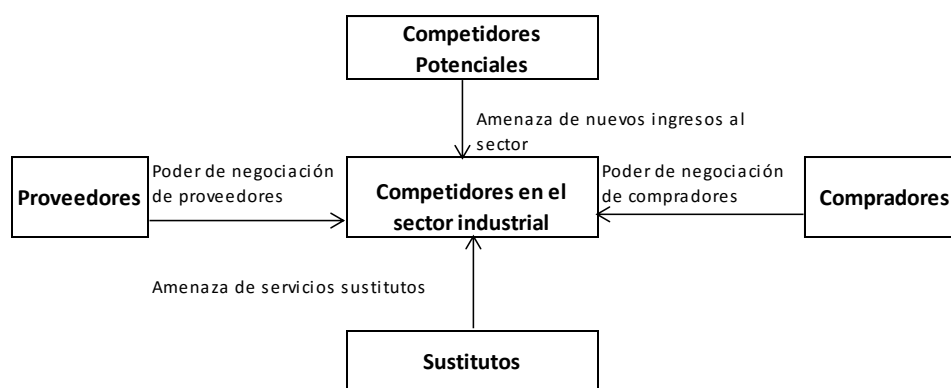 Competidores
Potenciales
Amenaza de nuevos ingresos al
sector
Proveedores
Poder de negociación
de proveedores
Competidores en el
sector industrial
Poder de negociación
de compradores
Compradores
Amenaza de servicios sustitutos
Sustitutos